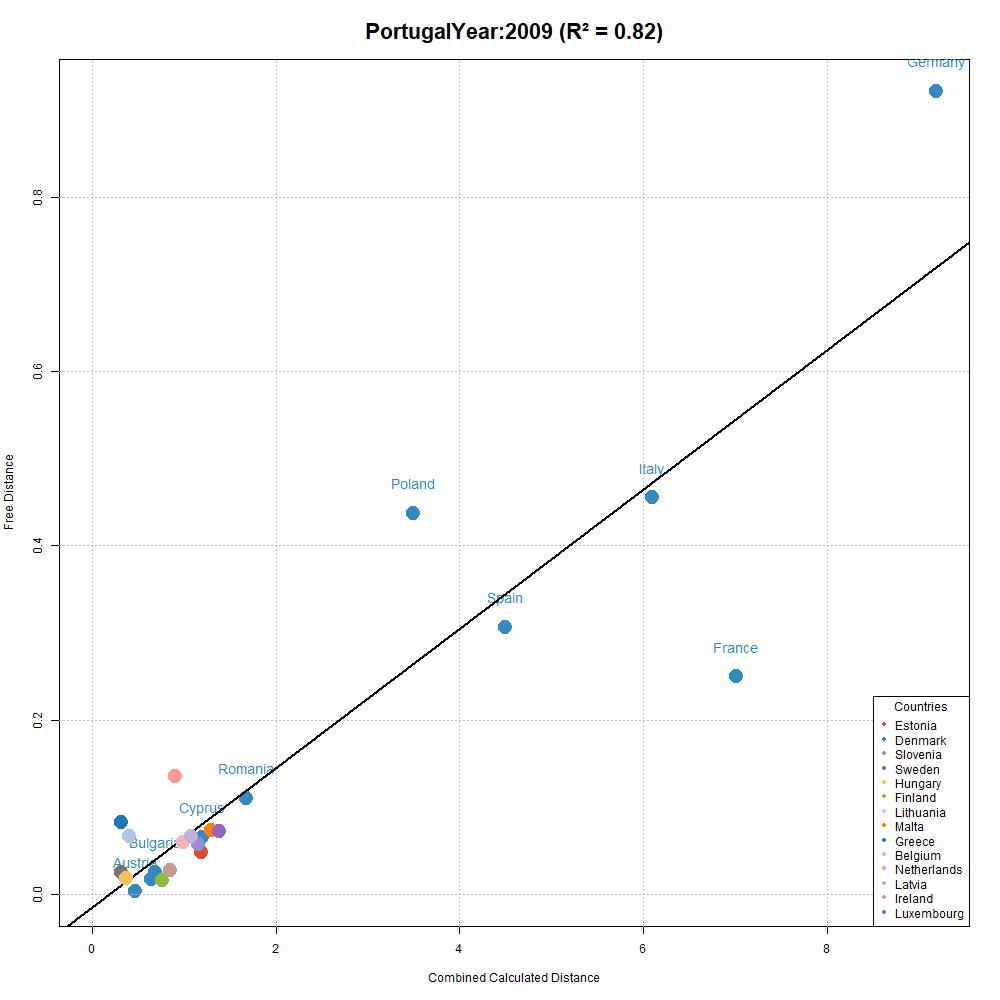 PortugalYear:2009 (R² = 0.82)
Germany
Italy
Poland
Spain
France
Romania
Cyprus
Bulgaria
Austria
Free Distance
0.8
0.6
0.4
0.2
0.0
0
2
4
6
8
Combined Calculated Distance
Countries
Estonia
Denmark
Slovenia
Sweden
Hungary
Finland
Lithuania
Malta
Greece
Belgium
Netherlands
Latvia
Ireland
Luxembourg